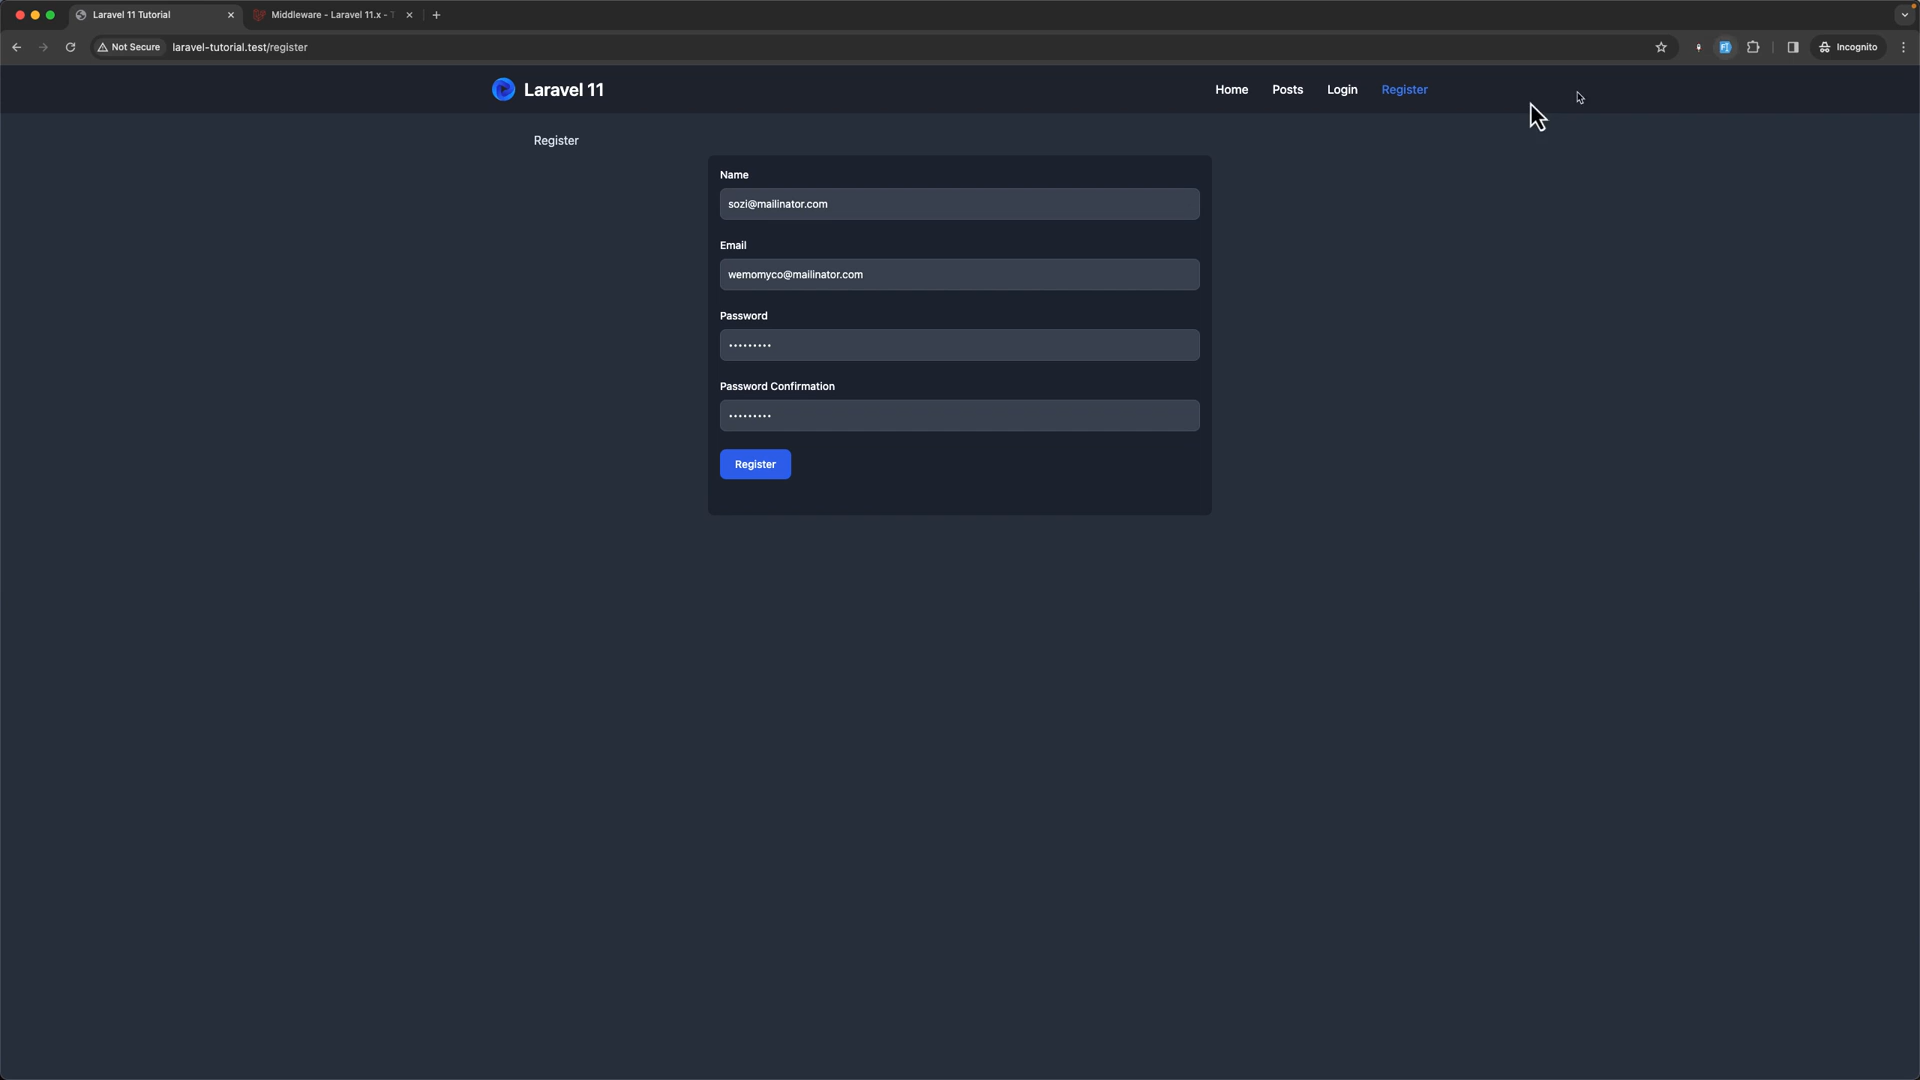 Laravel 11 Tutorial
Middleware - Laravel 11.x -
Not Secure
laravel-tutorial.test/register
Incognito
Laravel 11
Home
Posts
Login
Register
Register
Name
sozi@mailinator.com
Email
wemomyco@mailinator.com
Password
•••••••••
Password Confirmation
•••••••••
Register